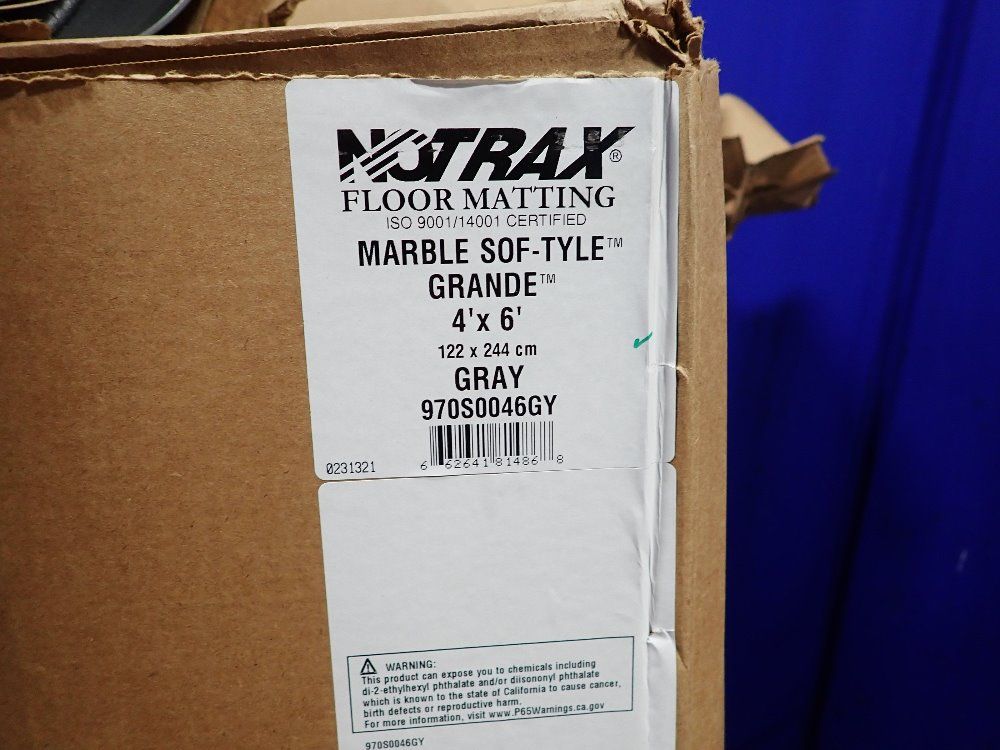 NOTRAX®
FLOOR MATTING
ISO 9001/14001 CERTIFIED
MARBLE SOF-TYLE™
GRANDE™
4'x 6'
122 x 244 cm
GRAY
970S0046GY
0231321
6 62641 81486 8
WARNING:
This product can expose you to chemicals including
di-2-ethylhexyl phthalate and/or diisononyl phthalate
which is known to the state of California to cause cancer,
birth defects or reproductive harm.
For more information, visit www.P65Warnings.ca.gov
970S0046GY